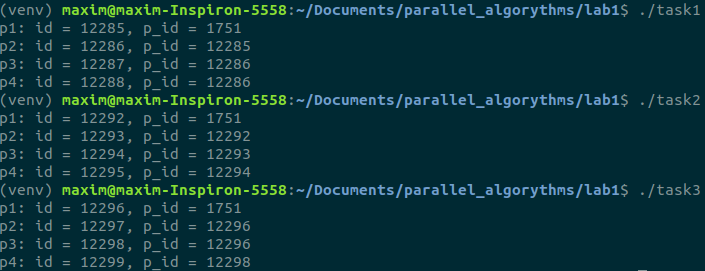 (venv) maxim@maxim-Inspiron-5558:~/Documents/parallel_algorythms/lab1$ ./task1
p1: id = 12285, p_id = 1751
p2: id = 12286, p_id = 12285
p3: id = 12287, p_id = 12286
p4: id = 12288, p_id = 12286
(venv) maxim@maxim-Inspiron-5558:~/Documents/parallel_algorythms/lab1$ ./task2
p1: id = 12292, p_id = 1751
p2: id = 12293, p_id = 12292
p3: id = 12294, p_id = 12293
p4: id = 12295, p_id = 12294
(venv) maxim@maxim-Inspiron-5558:~/Documents/parallel_algorythms/lab1$ ./task3
p1: id = 12296, p_id = 1751
p2: id = 12297, p_id = 12296
p3: id = 12298, p_id = 12296
p4: id = 12299, p_id = 12298